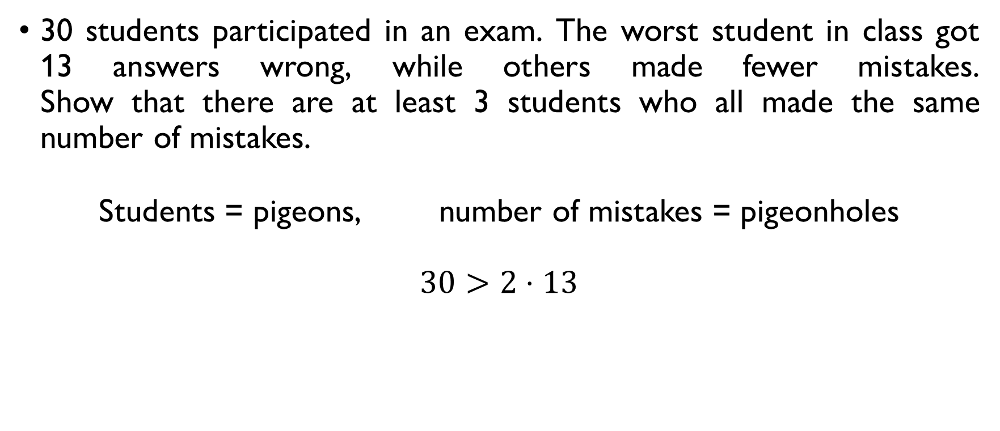 • 30 students participated in an exam. The worst student in class got
13 answers wrong, while others made fewer mistakes.
Show that there are at least 3 students who all made the same
number of mistakes.
Students = pigeons, number of mistakes = pigeonholes
30 > 2 · 13